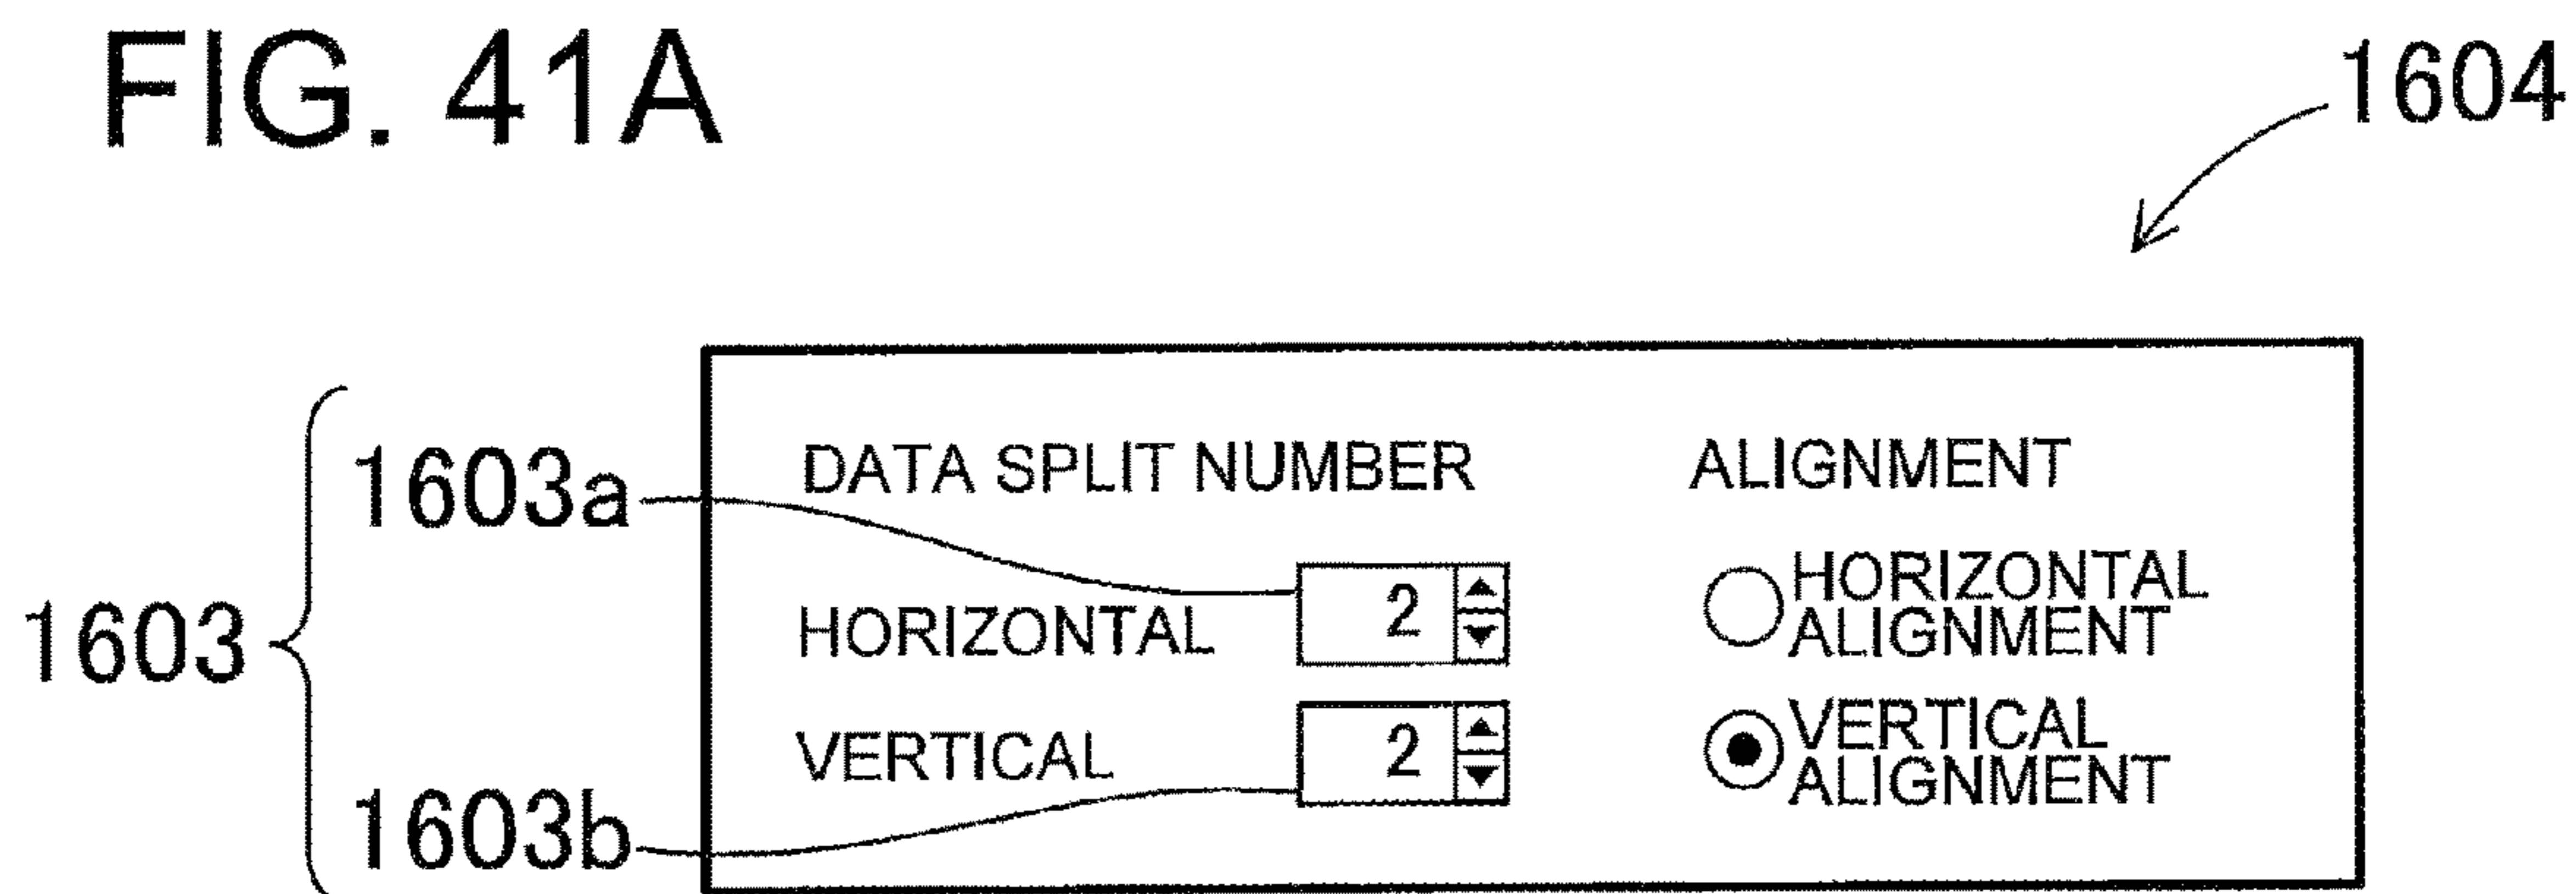 FIG. 41A
1604
1603
1603a
1603b
DATA SPLIT NUMBER
HORIZONTAL 2
VERTICAL 2
ALIGNMENT
HORIZONTAL
ALIGNMENT
VERTICAL
ALIGNMENT